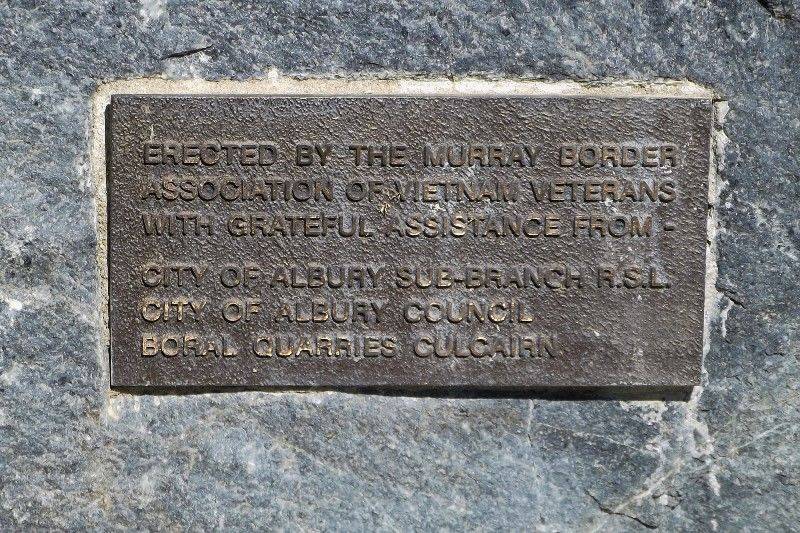 ERECTED BY THE MURRAY BORDER
ASSOCIATION OF VIETNAM VETERANS
WITH GRATEFUL ASSISTANCE FROM -
CITY OF ALBURY SUB-BRANCH R.S.L.
CITY OF ALBURY COUNCIL
BORAL QUARRIES CULCAIRN